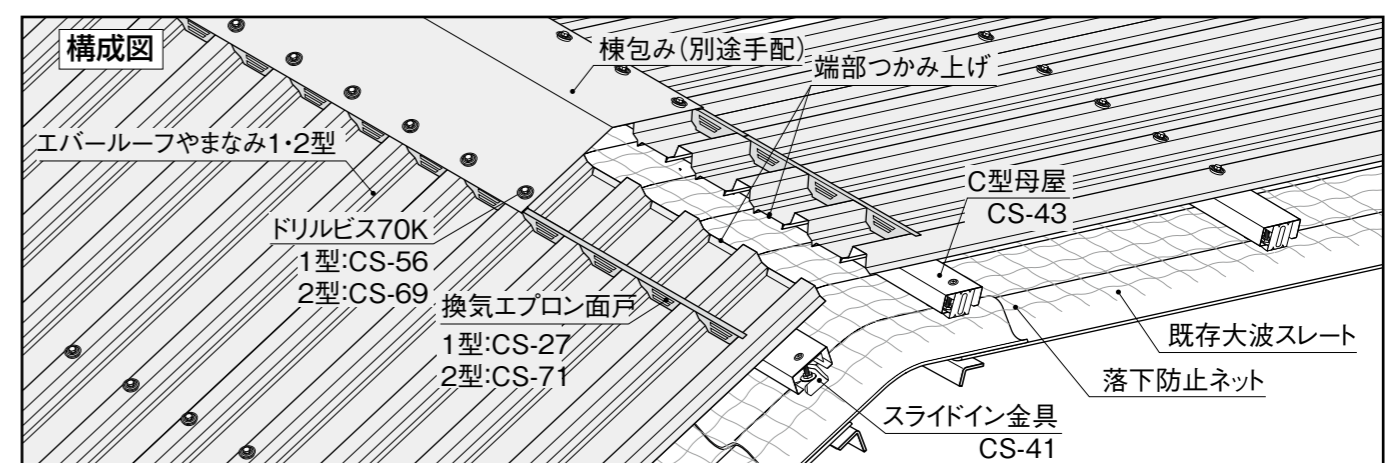 構成図
棟包み(別途手配)
端部つかみ上げ
エバールーフやまなみ1・2型
C型母屋
CS-43
ドリルビス70K
1型:CS-56
2型:CS-69
換気エプロン面戸
1型:CS-27
2型:CS-71
既存大波スレート
落下防止ネット
スライドイン金具
CS-41